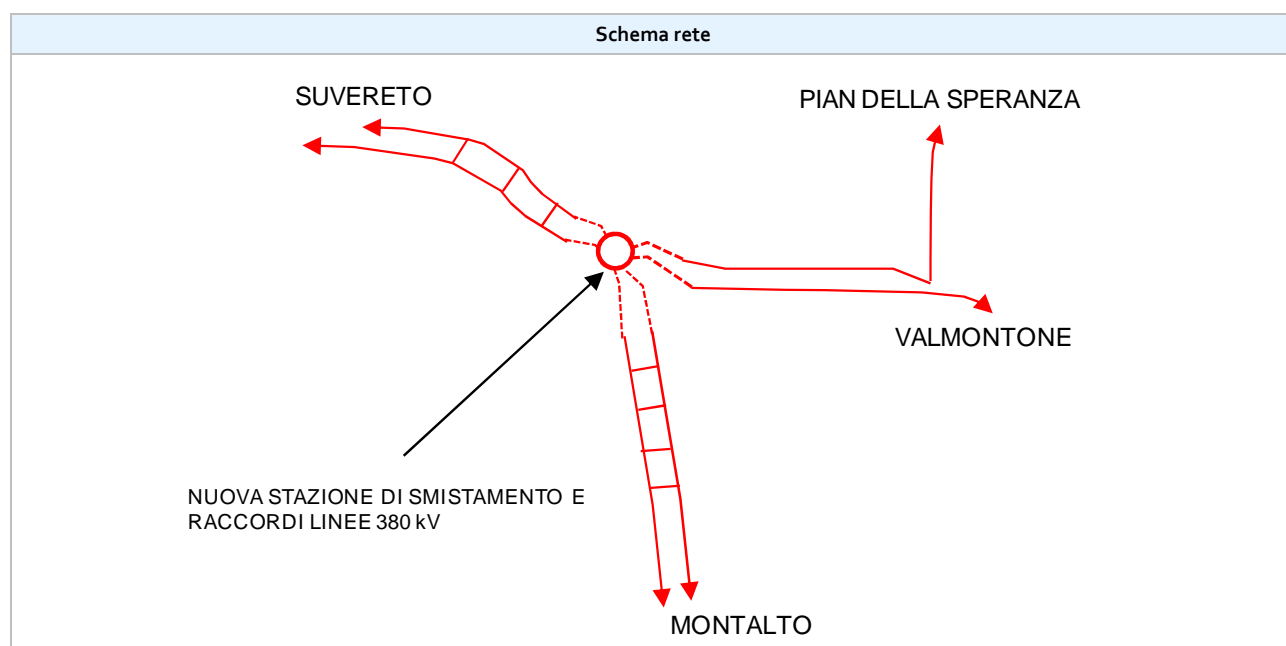 Schema rete
SUVERETO
PIAN DELLA SPERANZA
VALMONTONE
NUOVA STAZIONE DI SMISTAMENTO E
RACCORDI LINEE 380 kV
MONTALTO